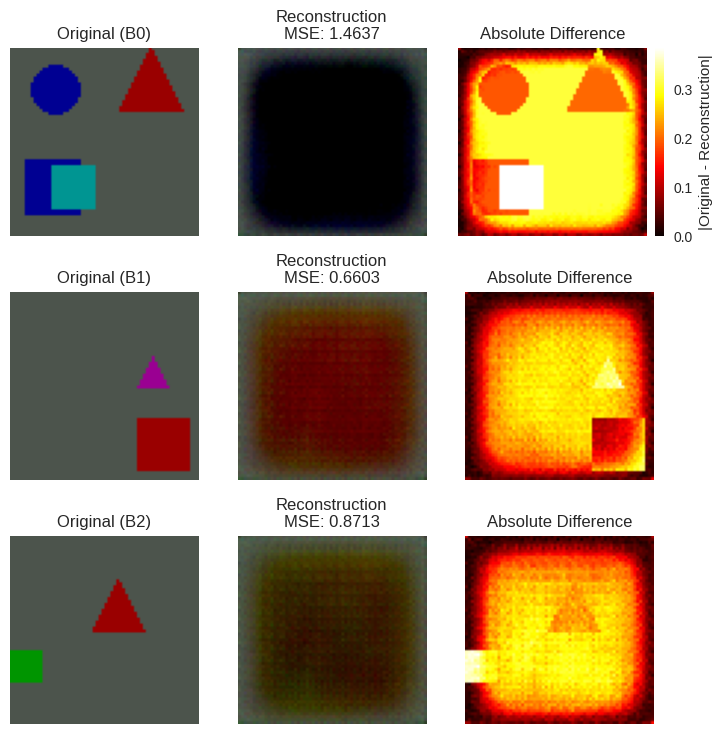 Original (B0)
Reconstruction
MSE: 1.4637
Absolute Difference
0.3
0.2
0.1
0.0
|Original - Reconstruction|
Original (B1)
Reconstruction
MSE: 0.6603
Absolute Difference
Original (B2)
Reconstruction
MSE: 0.8713
Absolute Difference